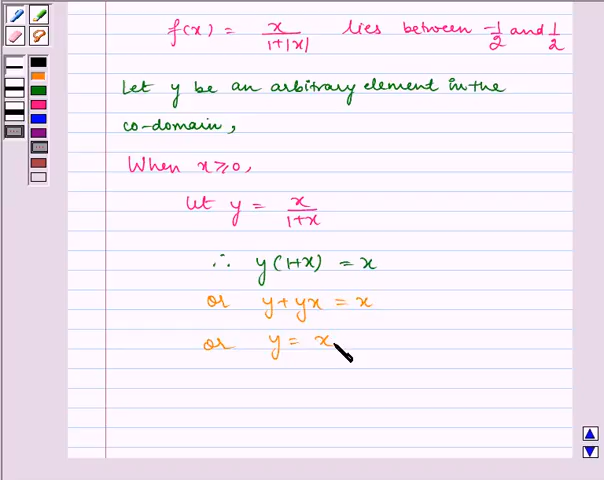 f(x) = x/1+|x| lies between -1/2 and 1/2
Let y be an arbitrary element in the
co-domain,
When x ≥ 0,
Let y = x/1+x
∴ y(1+x) = x
or y + yx = x
or y = x